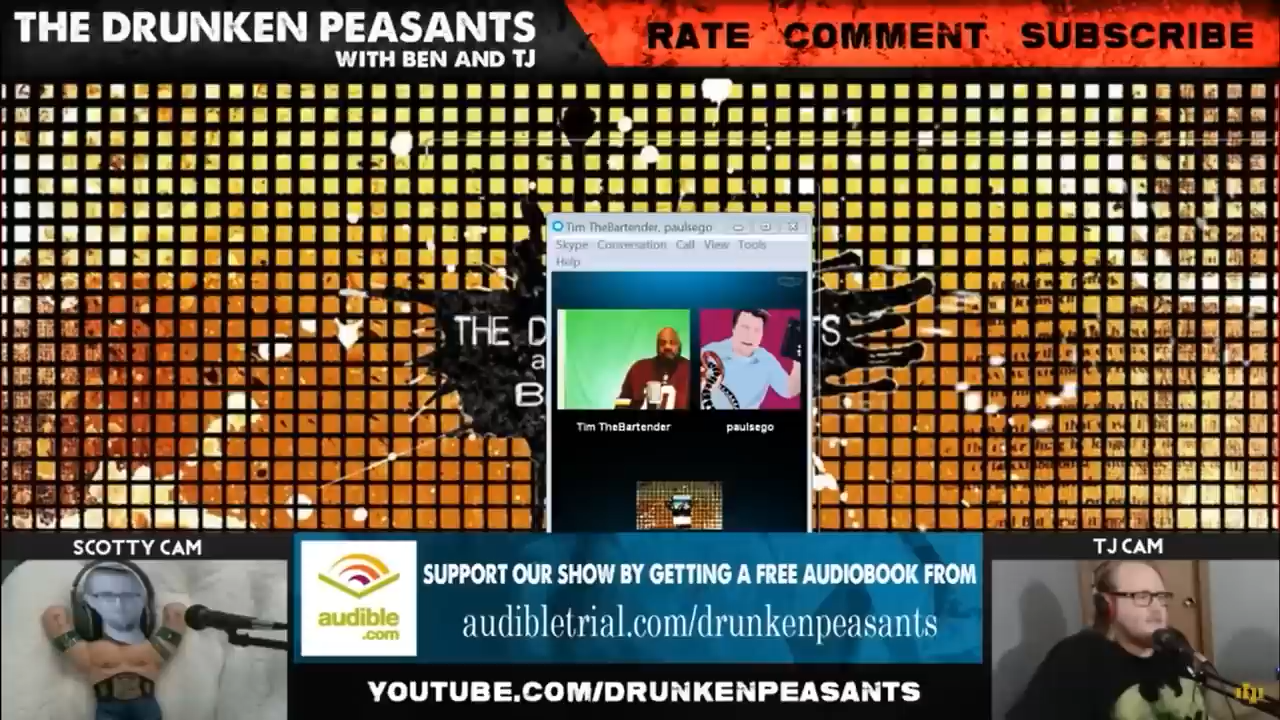 THE DRUNKEN PEASANTS
WITH BEN AND TJ
RATE COMMENT SUBSCRIBE
Tim TheBartender, paulsego
Skype Conversation Call View Tools
Help
THE D
TS
a
B
Tim TheBartender
paulsego
SCOTTY CAM
TJ CAM
audible
.com
SUPPORT OUR SHOW BY GETTING A FREE AUDIOBOOK FROM
audibletrial.com/drunkenpeasants
YOUTUBE.COM/DRUNKENPEASANTS